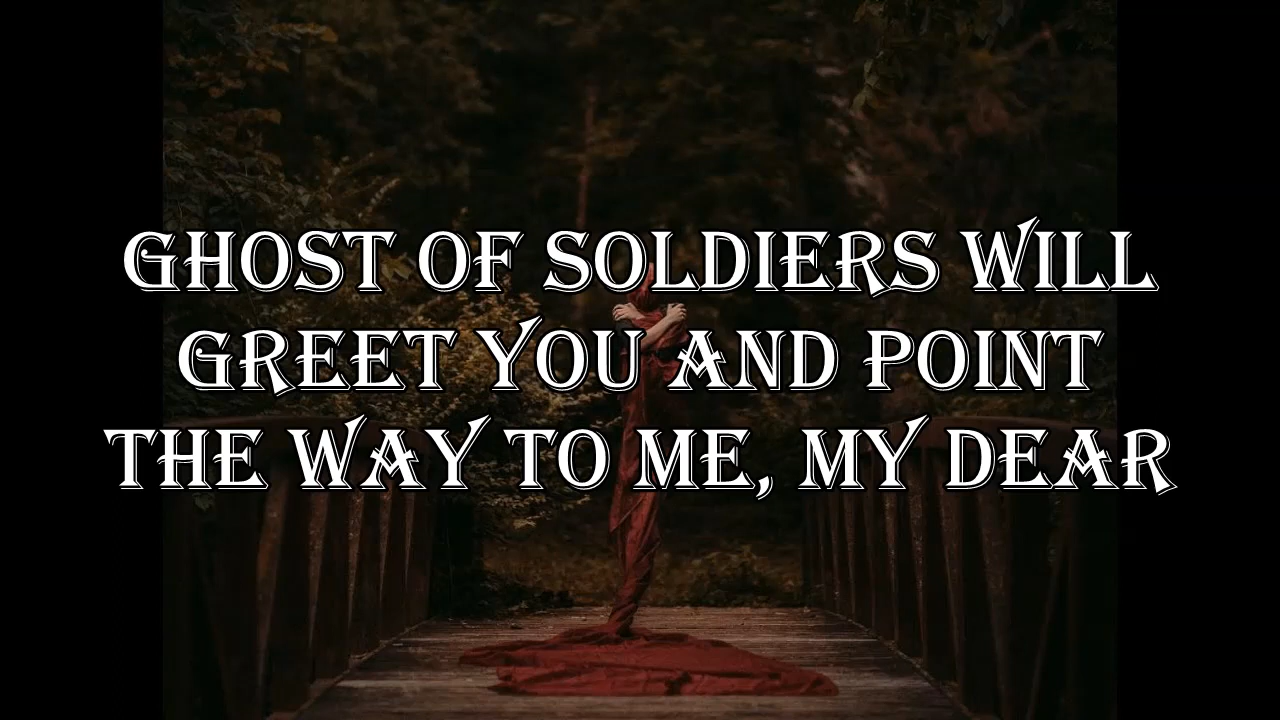 GHOST OF SOLDIERS WILL
GREET YOU AND POINT
THE WAY TO ME, MY DEAR